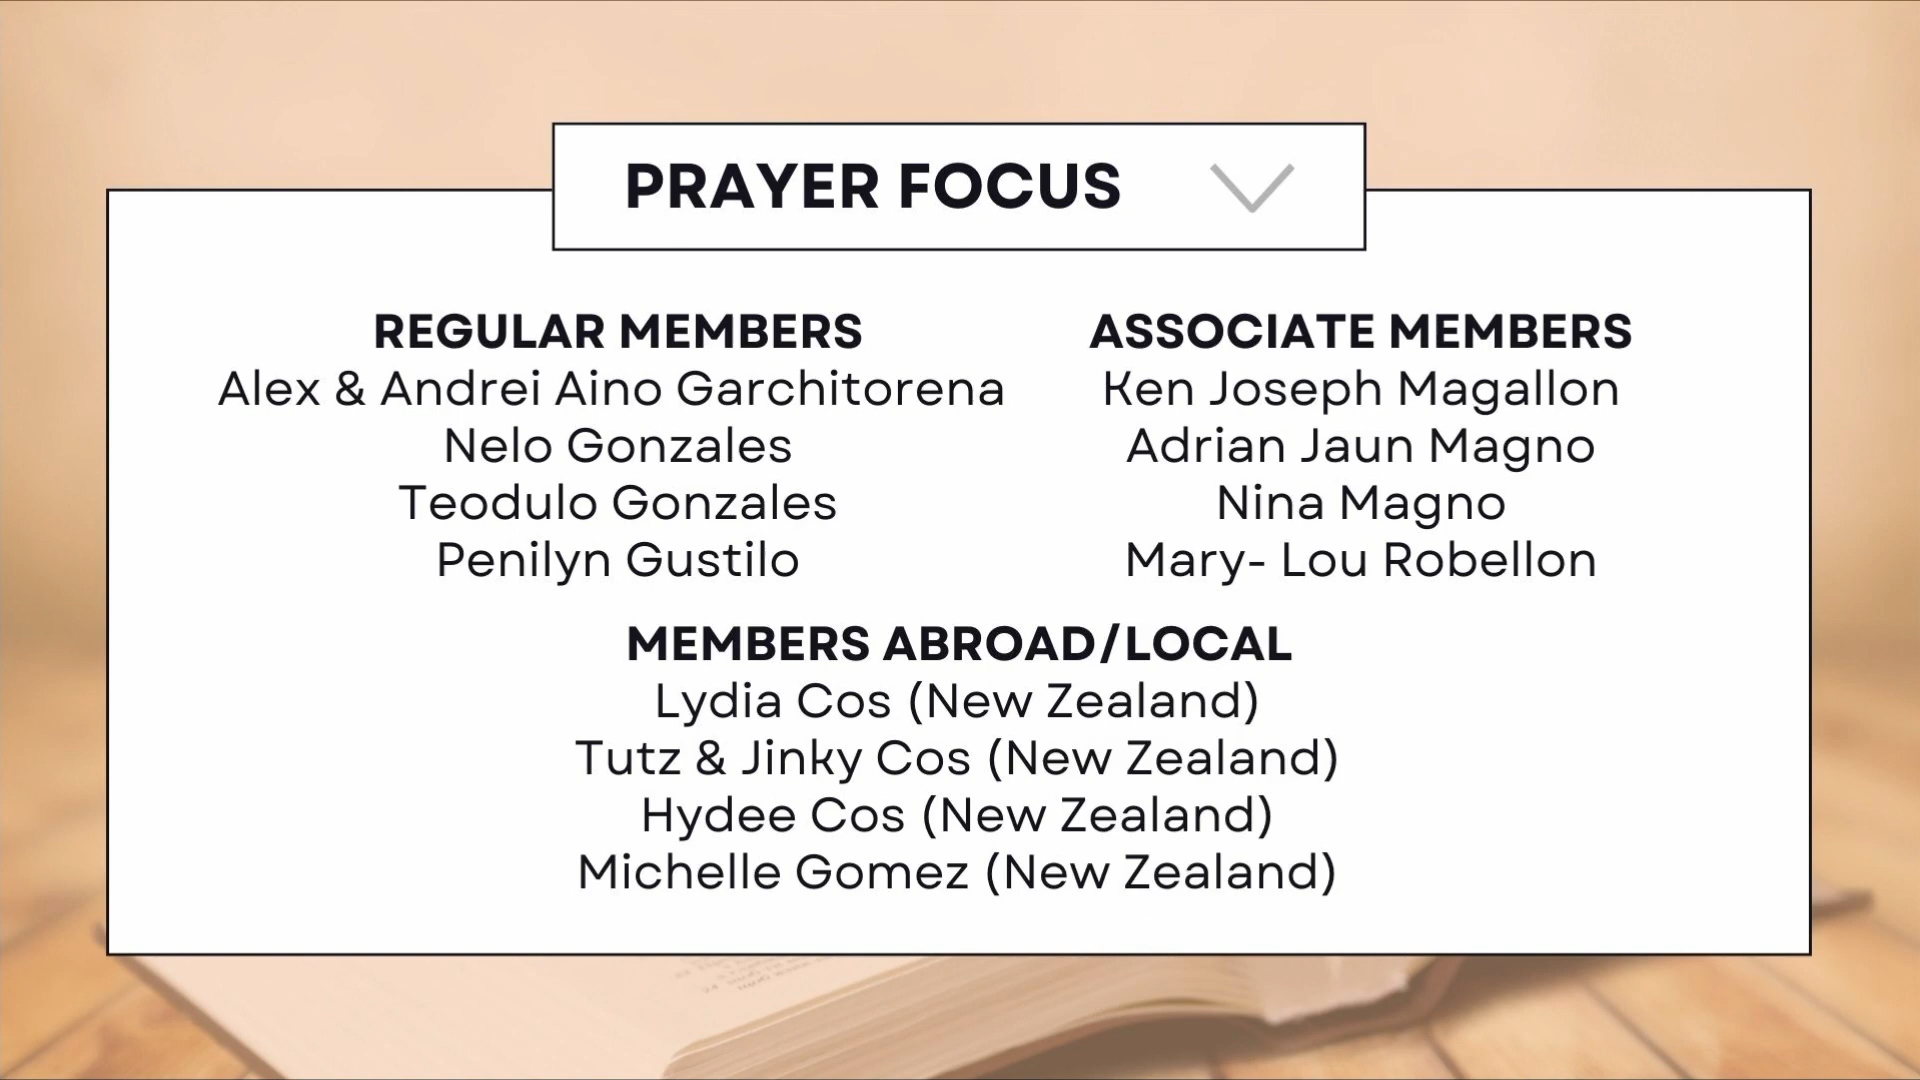 PRAYER FOCUS
REGULAR MEMBERS
Alex & Andrei Aino Garchitorena
Nelo Gonzales
Teodulo Gonzales
Penilyn Gustilo
ASSOCIATE MEMBERS
Ken Joseph Magallon
Adrian Jaun Magno
Nina Magno
Mary- Lou Robellon
MEMBERS ABROAD/LOCAL
Lydia Cos (New Zealand)
Tutz & Jinky Cos (New Zealand)
Hydee Cos (New Zealand)
Michelle Gomez (New Zealand)